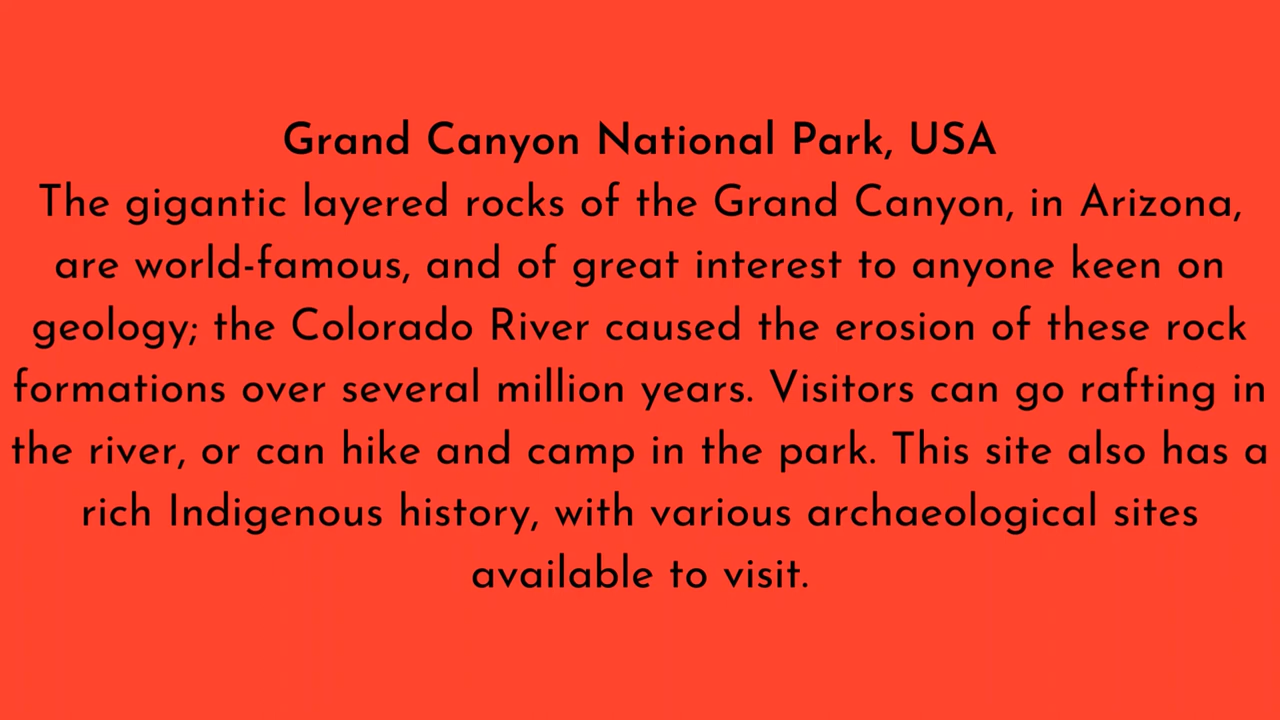 Grand Canyon National Park, USA
The gigantic layered rocks of the Grand Canyon, in Arizona,
are world-famous, and of great interest to anyone keen on
geology; the Colorado River caused the erosion of these rock
formations over several million years. Visitors can go rafting in
the river, or can hike and camp in the park. This site also has a
rich Indigenous history, with various archaeological sites
available to visit.